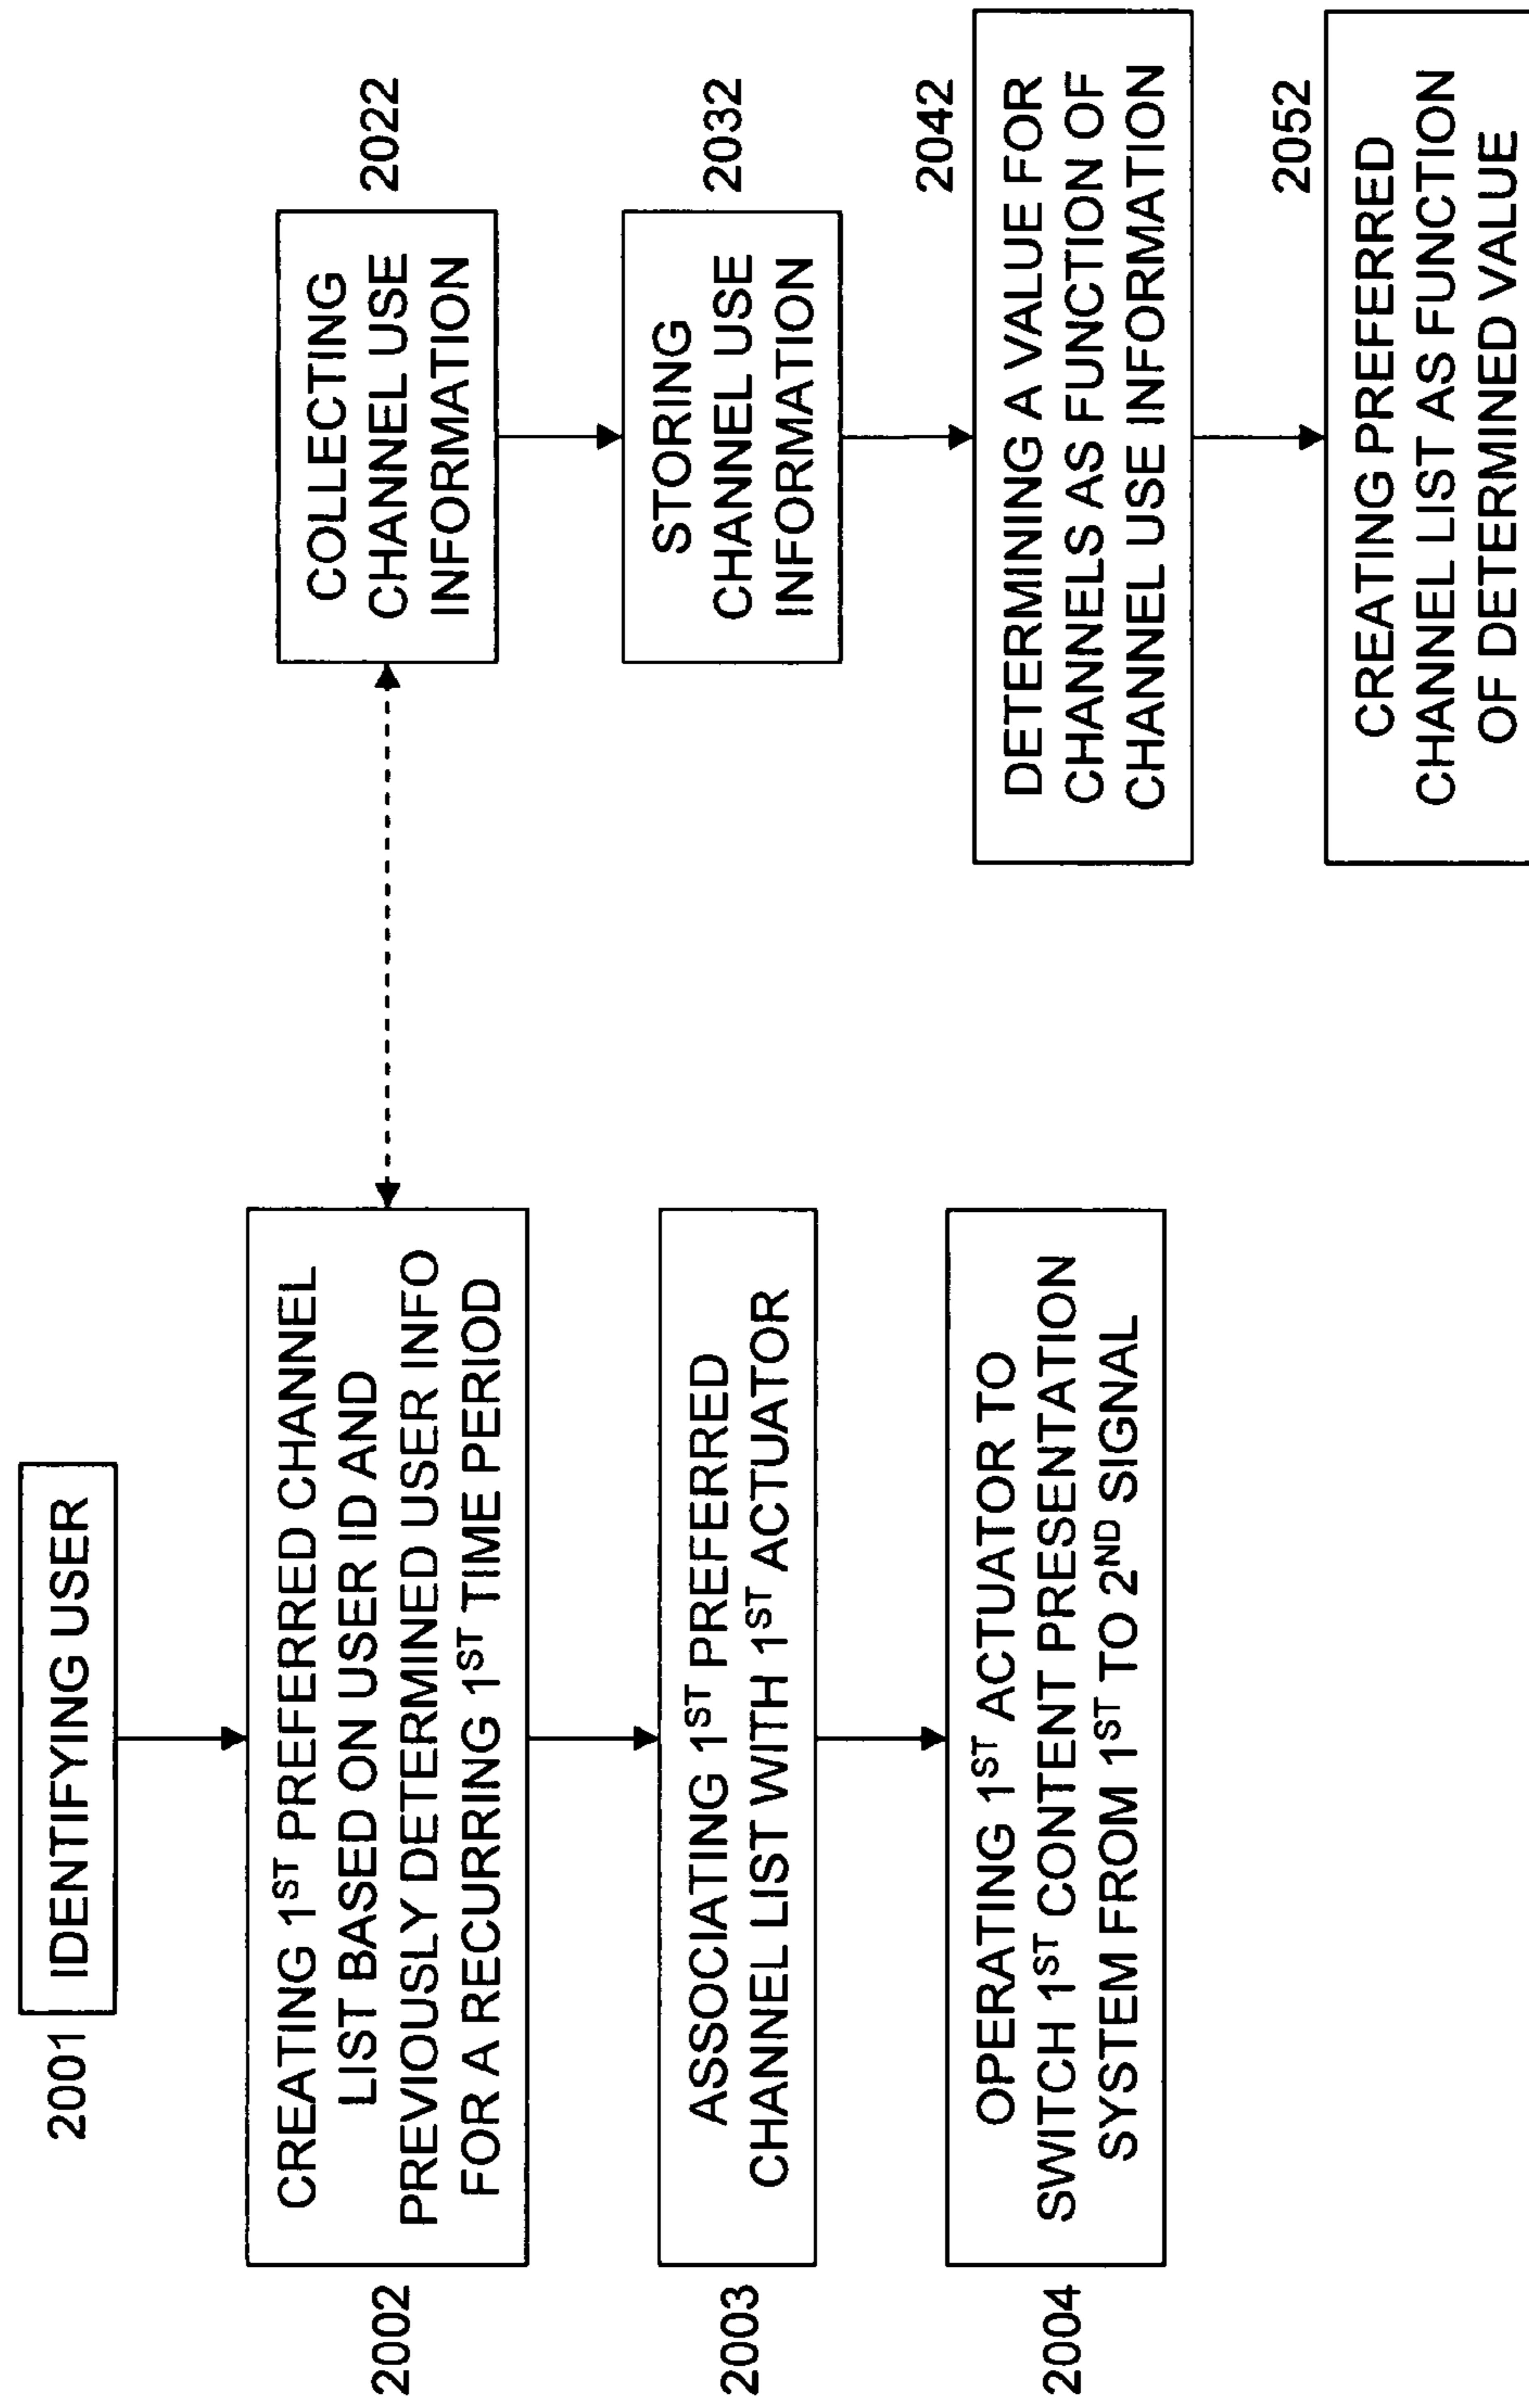 2001
IDENTIFYING USER
2002
CREATING 1ST PREFERRED CHANNEL
LIST BASED ON USER ID AND
PREVIOUSLY DETERMINED USER INFO
FOR A RECURRING 1ST TIME PERIOD
2003
ASSOCIATING 1ST PREFERRED
CHANNEL LIST WITH 1ST ACTUATOR
2004
OPERATING 1ST ACTUATOR TO
SWITCH 1ST CONTENT PRESENTATION
SYSTEM FROM 1ST TO 2ND SIGNAL
COLLECTING
CHANNEL USE
INFORMATION
2022
STORING
CHANNEL USE
INFORMATION
2032
2042
DETERMINING A VALUE FOR
CHANNELS AS FUNCTION OF
CHANNEL USE INFORMATION
2052
CREATING PREFERRED
CHANNEL LIST AS FUNCTION
OF DETERMINED VALUE